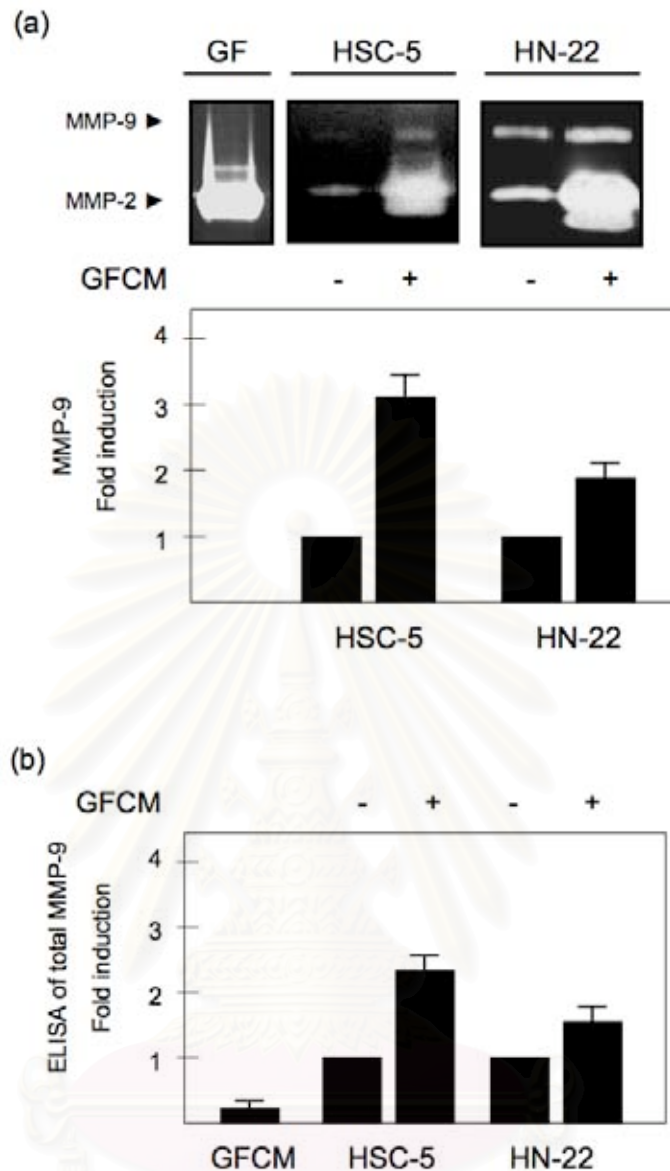 (a)
GF HSC-5 HN-22
MMP-9 ►
MMP-2 ►
GFCM - + - +
MMP-9
Fold induction
4
3
2
1
HSC-5 HN-22
(b)
GFCM - + - +
ELISA of total MMP-9
Fold induction
4
3
2
1
GFCM HSC-5 HN-22